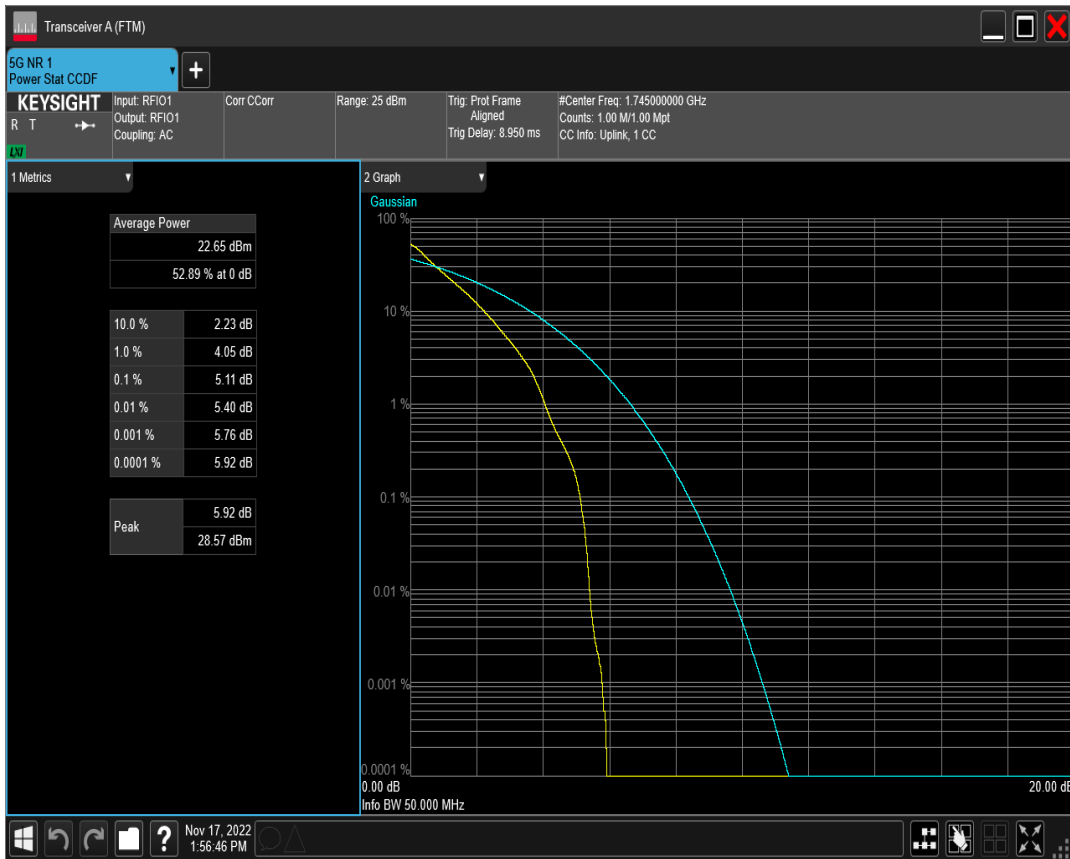 Transceiver A (FTM)
5G NR 1
Power Stat CCDF
+
KEYSIGHT
R T
LXI
Input: RFIO1
Output: RFIO1
Coupling: AC
Corr CCorr
Range: 25 dBm
Trig: Prot Frame
Aligned
Trig Delay: 8.950 ms
#Center Freq: 1.745000000 GHz
Counts: 1.00 M/1.00 Mpt
CC Info: Uplink, 1 CC
1 Metrics
Average Power
22.65 dBm
52.89 % at 0 dB
10.0 % 2.23 dB
1.0 % 4.05 dB
0.1 % 5.11 dB
0.01 % 5.40 dB
0.001 % 5.76 dB
0.0001 % 5.92 dB
Peak
5.92 dB
28.57 dBm
2 Graph
Gaussian
100 %
10 %
1 %
0.1 %
0.01 %
0.001 %
0.0001 %
0.00 dB 20.00 dB
Info BW 50.000 MHz
?
Nov 17, 2022
1:56:46 PM